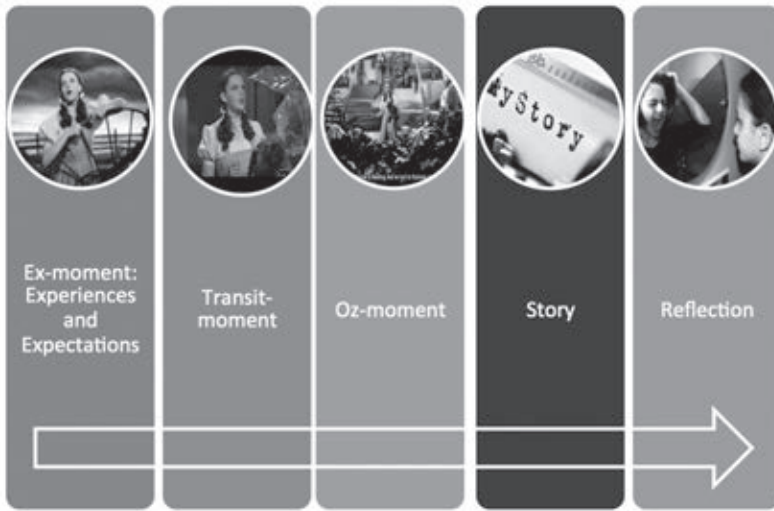 MyStory
Ex-moment:
Experiences
and
Expectations
Transit-
moment
Oz-moment
Story
Reflection